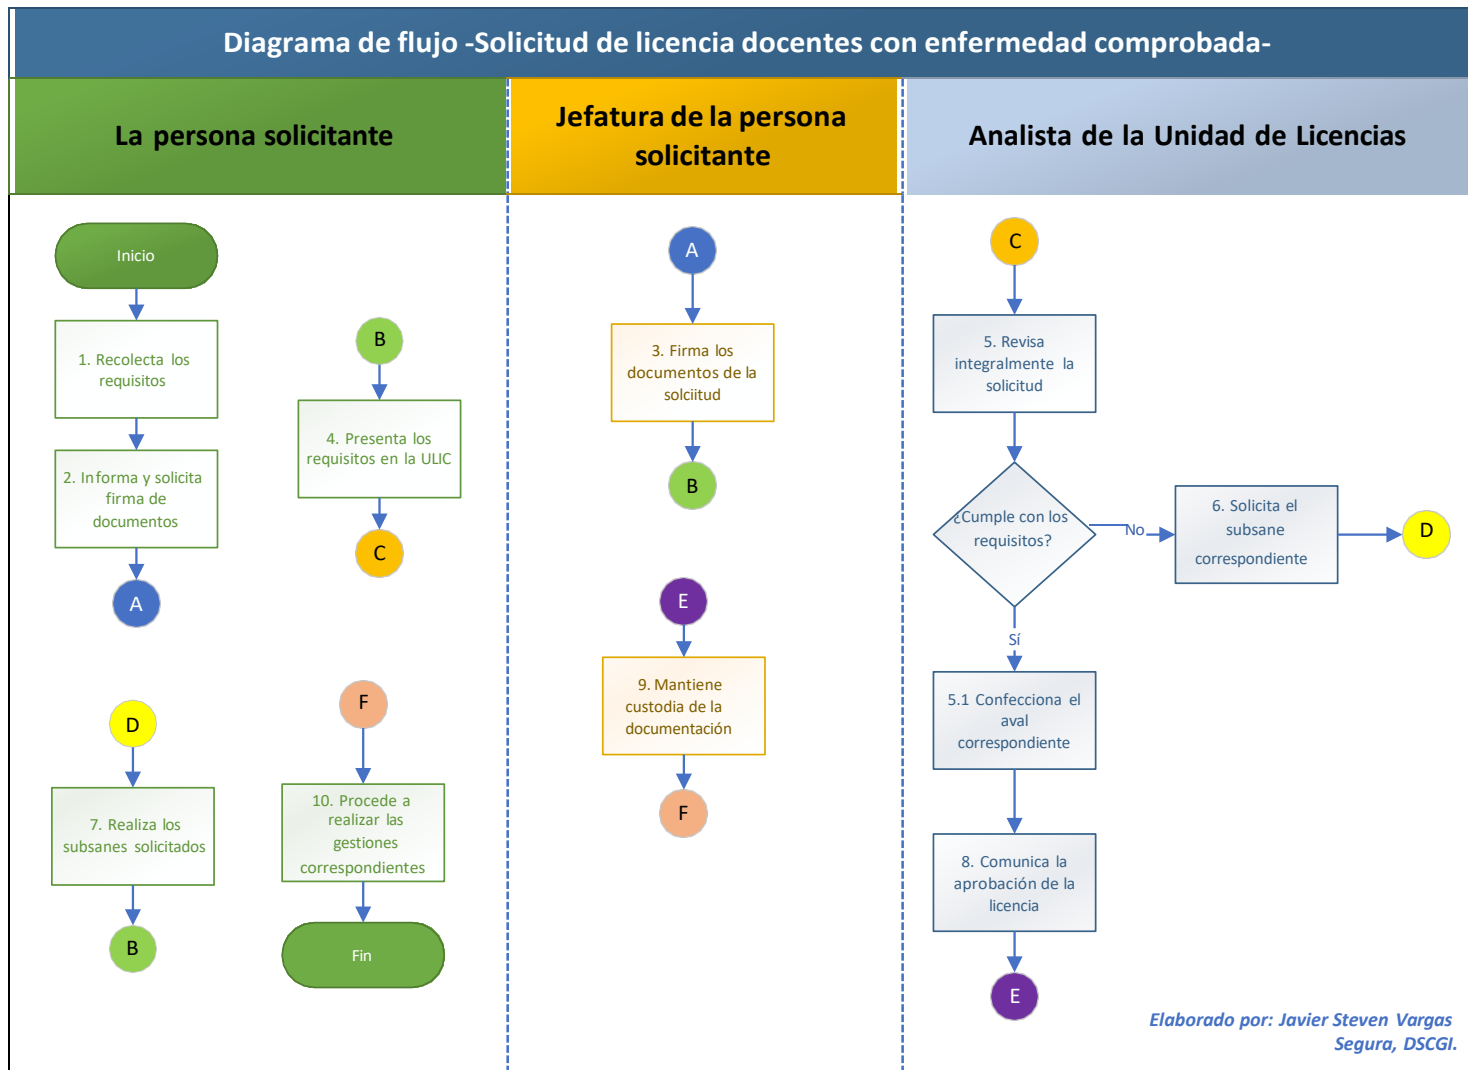 Diagrama de flujo -Solicitud de licencia docentes con enfermedad comprobada-
La persona solicitante
Jefatura de la persona
solicitante
Analista de la Unidad de Licencias
Inicio
1. Recolecta los
requisitos
2. Informa y solicita
firma de
documentos
A
B
4. Presenta los
requisitos en la ULIC
C
D
7. Realiza los
subsanes solicitados
B
F
10. Procede a
realizar las
gestiones
correspondientes
Fin
A
3. Firma los
documentos de la
solciitud
B
E
9. Mantiene
custodia de la
documentación
F
C
5. Revisa
integralmente la
solicitud
¿Cumple con los
requisitos?
No
6. Solicita el
subsane
correspondiente
D
Sí
5.1 Confecciona el
aval
correspondiente
8. Comunica la
aprobación de la
licencia
E
Elaborado por: Javier Steven Vargas
Segura, DSCGI.